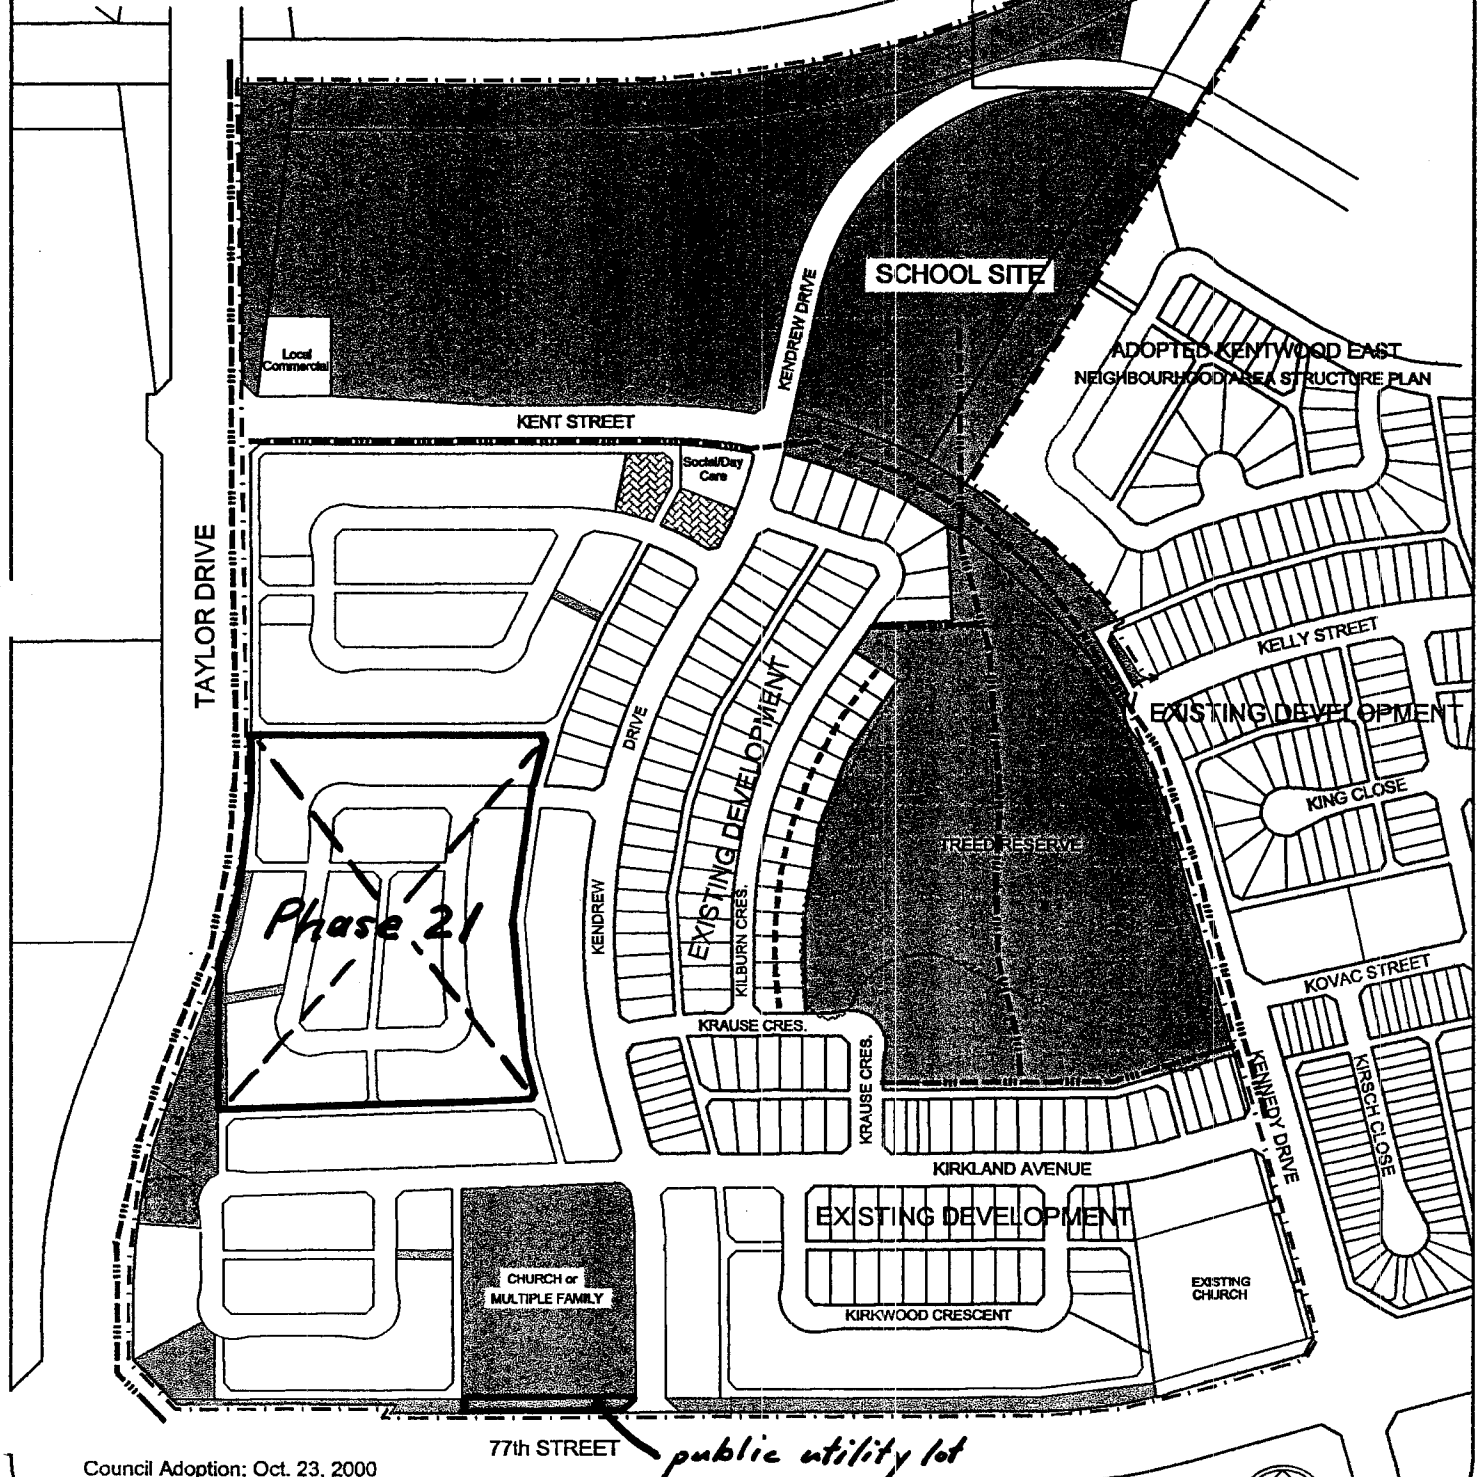 SCHOOL SITE
KENDREW DRIVE
Local
Commercial
ADOPTED KENTWOOD EAST
NEIGHBOURHOOD AREA STRUCTURE PLAN
KENT STREET
Social/Day
Care
TAYLOR DRIVE
KELLY STREET
EXISTING DEVELOPMENT
DRIVE
EXISTING DEVELOPMENT
KING CLOSE
TREED RESERVE
Phase 21
KENDREW
KILBURN CRES.
KOVAC STREET
KRAUSE CRES.
KRAUSE CRES.
KENNEDY DRIVE
KIRSCH CLOSE
KIRKLAND AVENUE
EXISTING DEVELOPMENT
CHURCH or
MULTIPLE FAMILY
EXISTING
CHURCH
KIRKWOOD CRESCENT
77th STREET
public utility lot
Council Adoption: Oct. 23, 2000